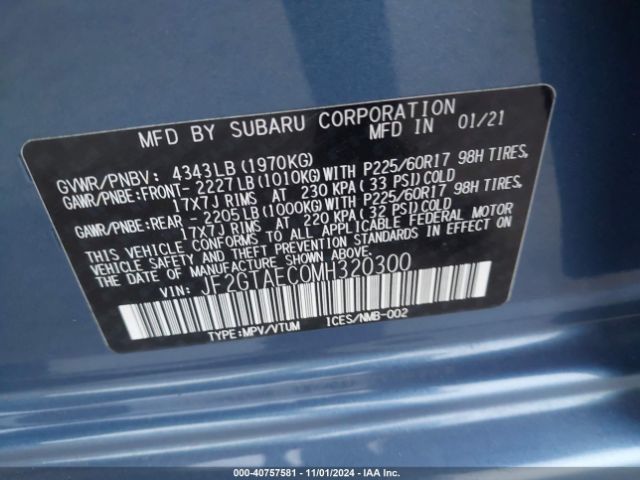 MFD BY SUBARU CORPORATION
MFD IN 01/21
GVWR/PNBV: 4343LB(1970KG)
GAWR/PNBE:FRONT- 2227LB(1010KG)WITH P225/60R17 98H TIRES,
17X7J RIMS AT 230 KPA(33 PSI)COLD
GAWR/PNBE:REAR - 2205LB(1000KG)WITH P225/60R17 98H TIRES,
17X7J RIMS AT 220 KPA(32 PSI)COLD
THIS VEHICLE CONFORMS TO ALL APPLICABLE FEDERAL MOTOR
VEHICLE SAFETY AND THEFT PREVENTION STANDARDS IN EFFECT ON
THE DATE OF MANUFACTURE SHOWN ABOVE.
VIN: JF2GTAEC0MH320300
TYPE:MPV/VTUM ICES/NMB-002
000-40757581 - 11/01/2024 - IAA Inc.